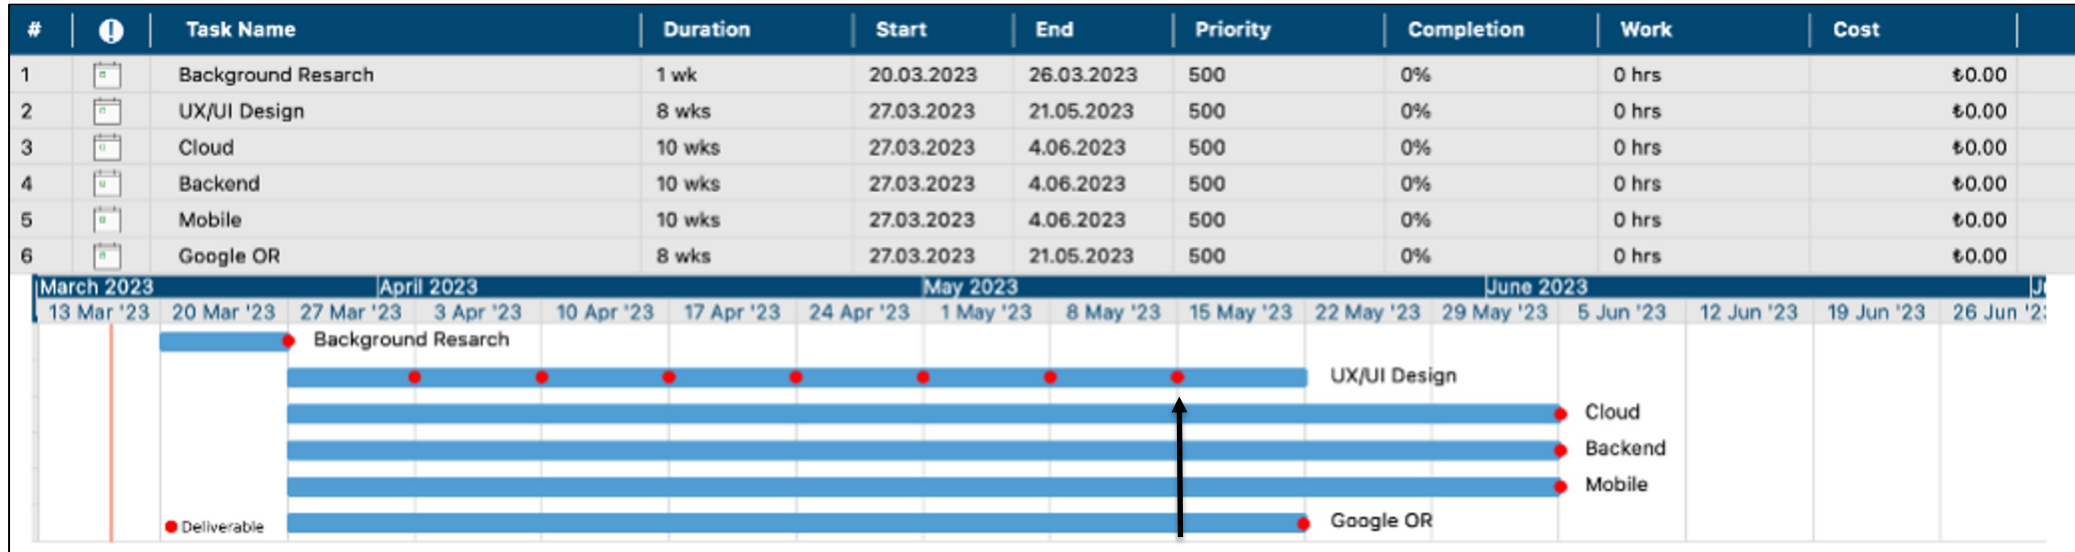 # Task Name Duration Start End Priority Completion Work Cost
1 Background Resarch 1 wk 20.03.2023 26.03.2023 500 0% 0 hrs ₺0.00
2 UX/UI Design 8 wks 27.03.2023 21.05.2023 500 0% 0 hrs ₺0.00
3 Cloud 10 wks 27.03.2023 4.06.2023 500 0% 0 hrs ₺0.00
4 Backend 10 wks 27.03.2023 4.06.2023 500 0% 0 hrs ₺0.00
5 Mobile 10 wks 27.03.2023 4.06.2023 500 0% 0 hrs ₺0.00
6 Google OR 8 wks 27.03.2023 21.05.2023 500 0% 0 hrs ₺0.00
March 2023 April 2023 May 2023 June 2023
13 Mar '23 20 Mar '23 27 Mar '23 3 Apr '23 10 Apr '23 17 Apr '23 24 Apr '23 1 May '23 8 May '23 15 May '23 22 May '23 29 May '23 5 Jun '23 12 Jun '23 19 Jun '23 26 Jun '2
Background Resarch
UX/UI Design
Cloud
Backend
Mobile
Google OR
Deliverable